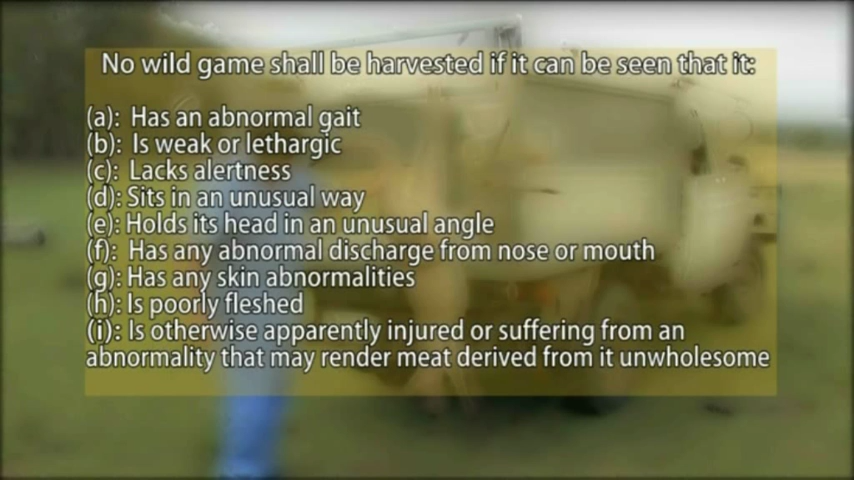 No wild game shall be harvested if it can be seen that it:
(a): Has an abnormal gait
(b): Is weak or lethargic
(c): Lacks alertness
(d): Sits in an unusual way
(e): Holds its head in an unusual angle
(f): Has any abnormal discharge from nose or mouth
(g): Has any skin abnormalities
(h): Is poorly fleshed
(i): Is otherwise apparently injured or suffering from an
abnormality that may render meat derived from it unwholesome